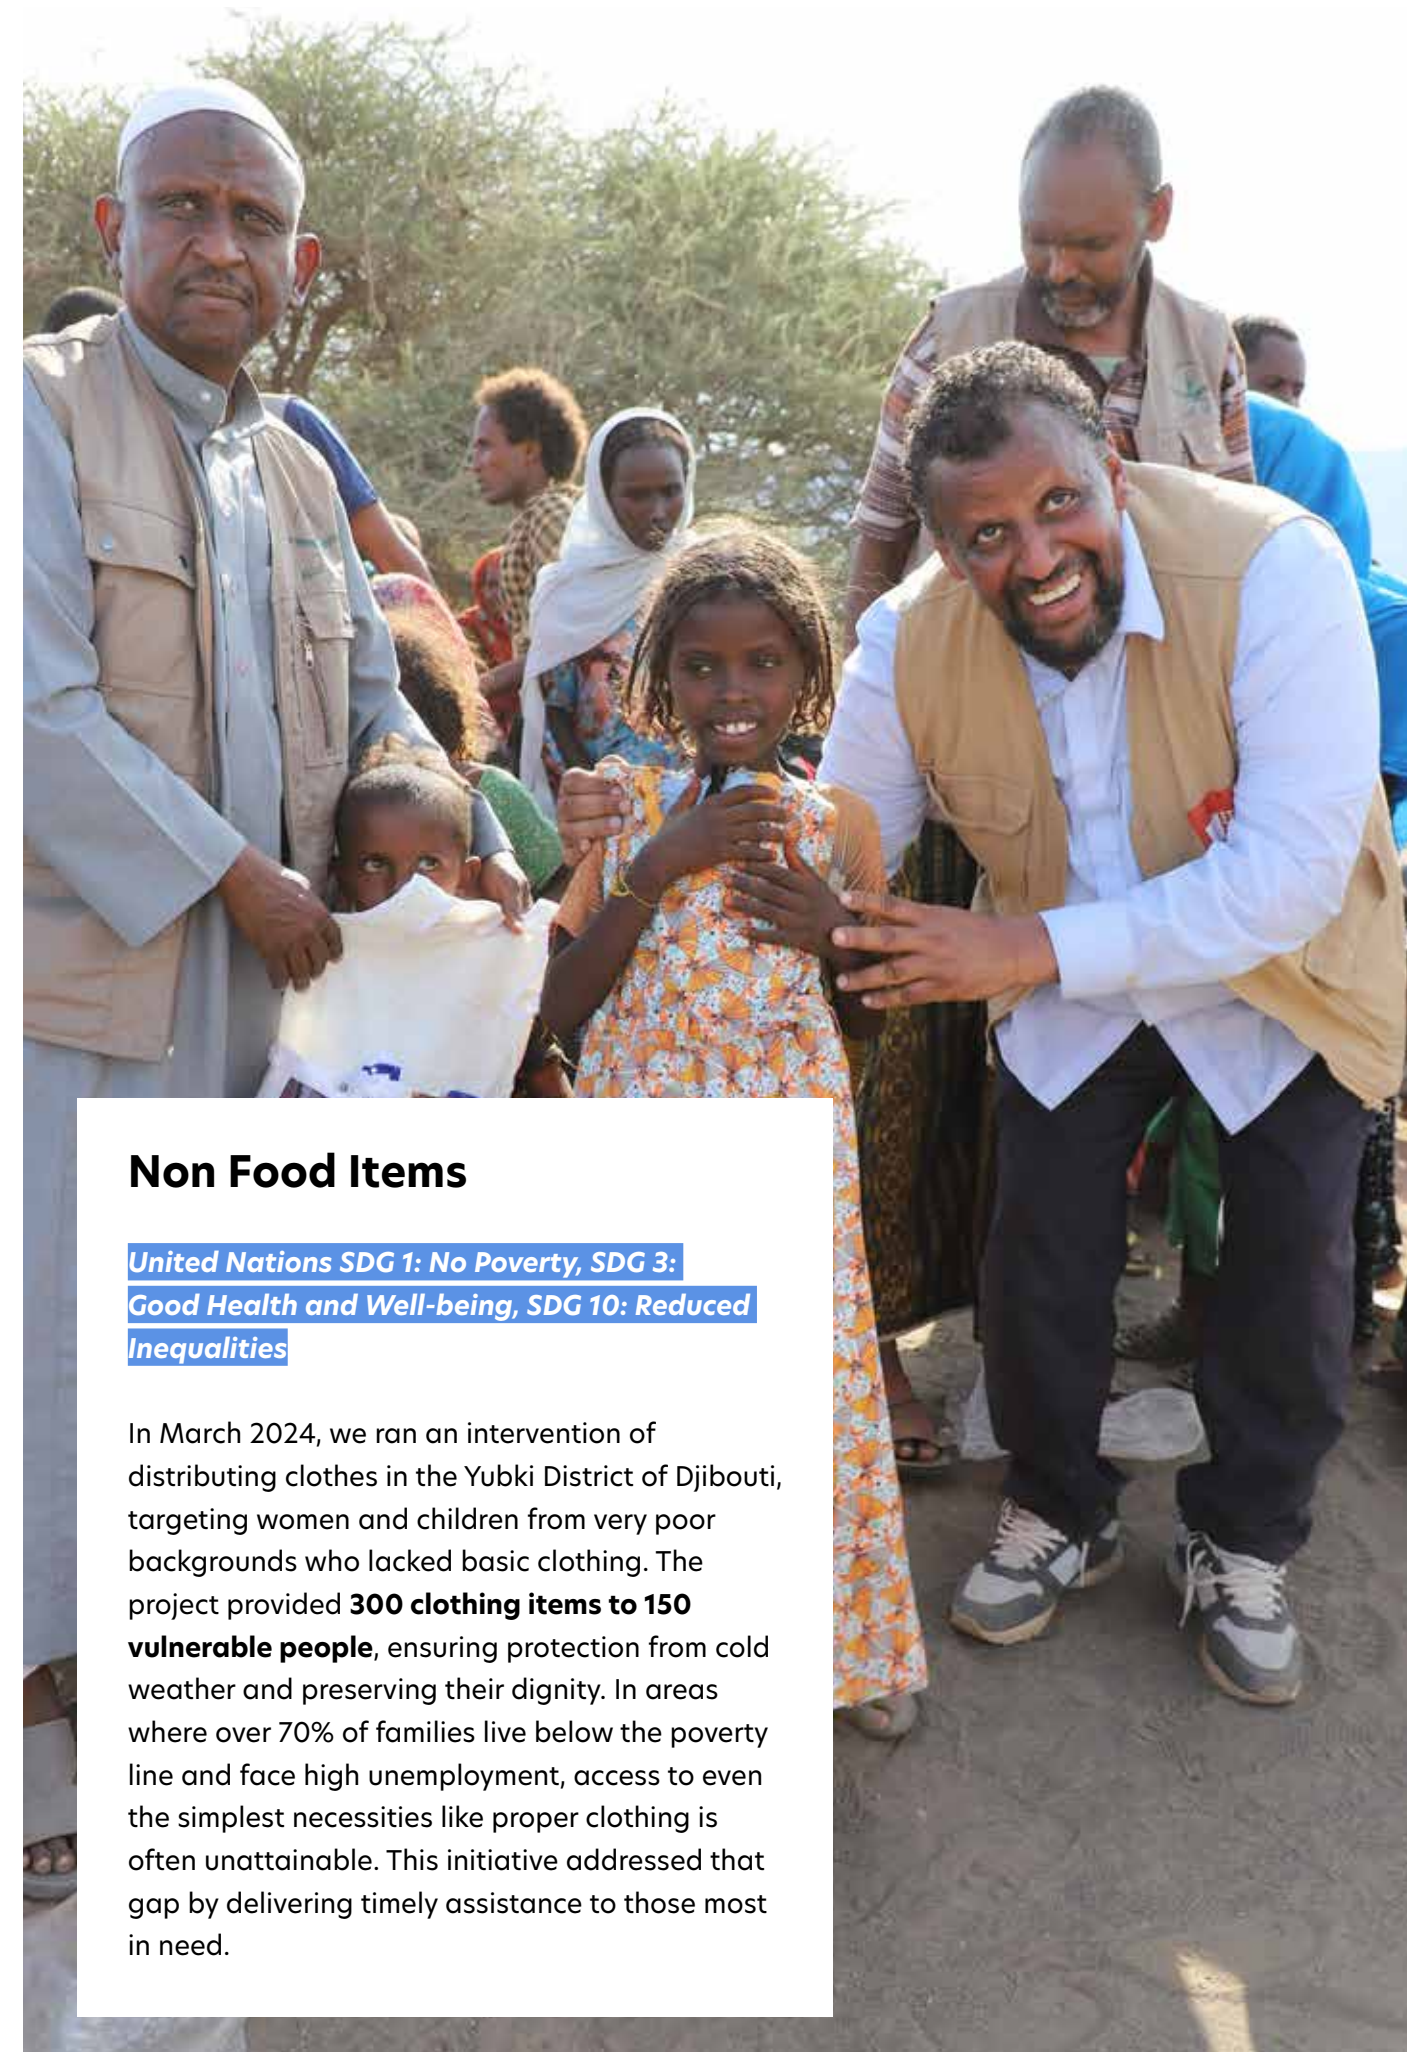 Non Food Items
United Nations SDG 1: No Poverty, SDG 3:
Good Health and Well-being, SDG 10: Reduced
Inequalities
In March 2024, we ran an intervention of
distributing clothes in the Yubki District of Djibouti,
targeting women and children from very poor
backgrounds who lacked basic clothing. The
project provided 300 clothing items to 150
vulnerable people, ensuring protection from cold
weather and preserving their dignity. In areas
where over 70% of families live below the poverty
line and face high unemployment, access to even
the simplest necessities like proper clothing is
often unattainable. This initiative addressed that
gap by delivering timely assistance to those most
in need.